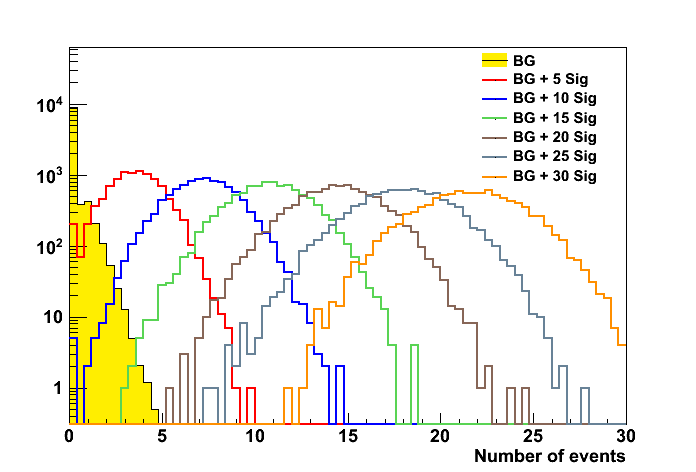 BG
BG + 5 Sig
BG + 10 Sig
BG + 15 Sig
BG + 20 Sig
BG + 25 Sig
BG + 30 Sig
10⁴
10³
10²
10
1
0 5 10 15 20 25 30
Number of events